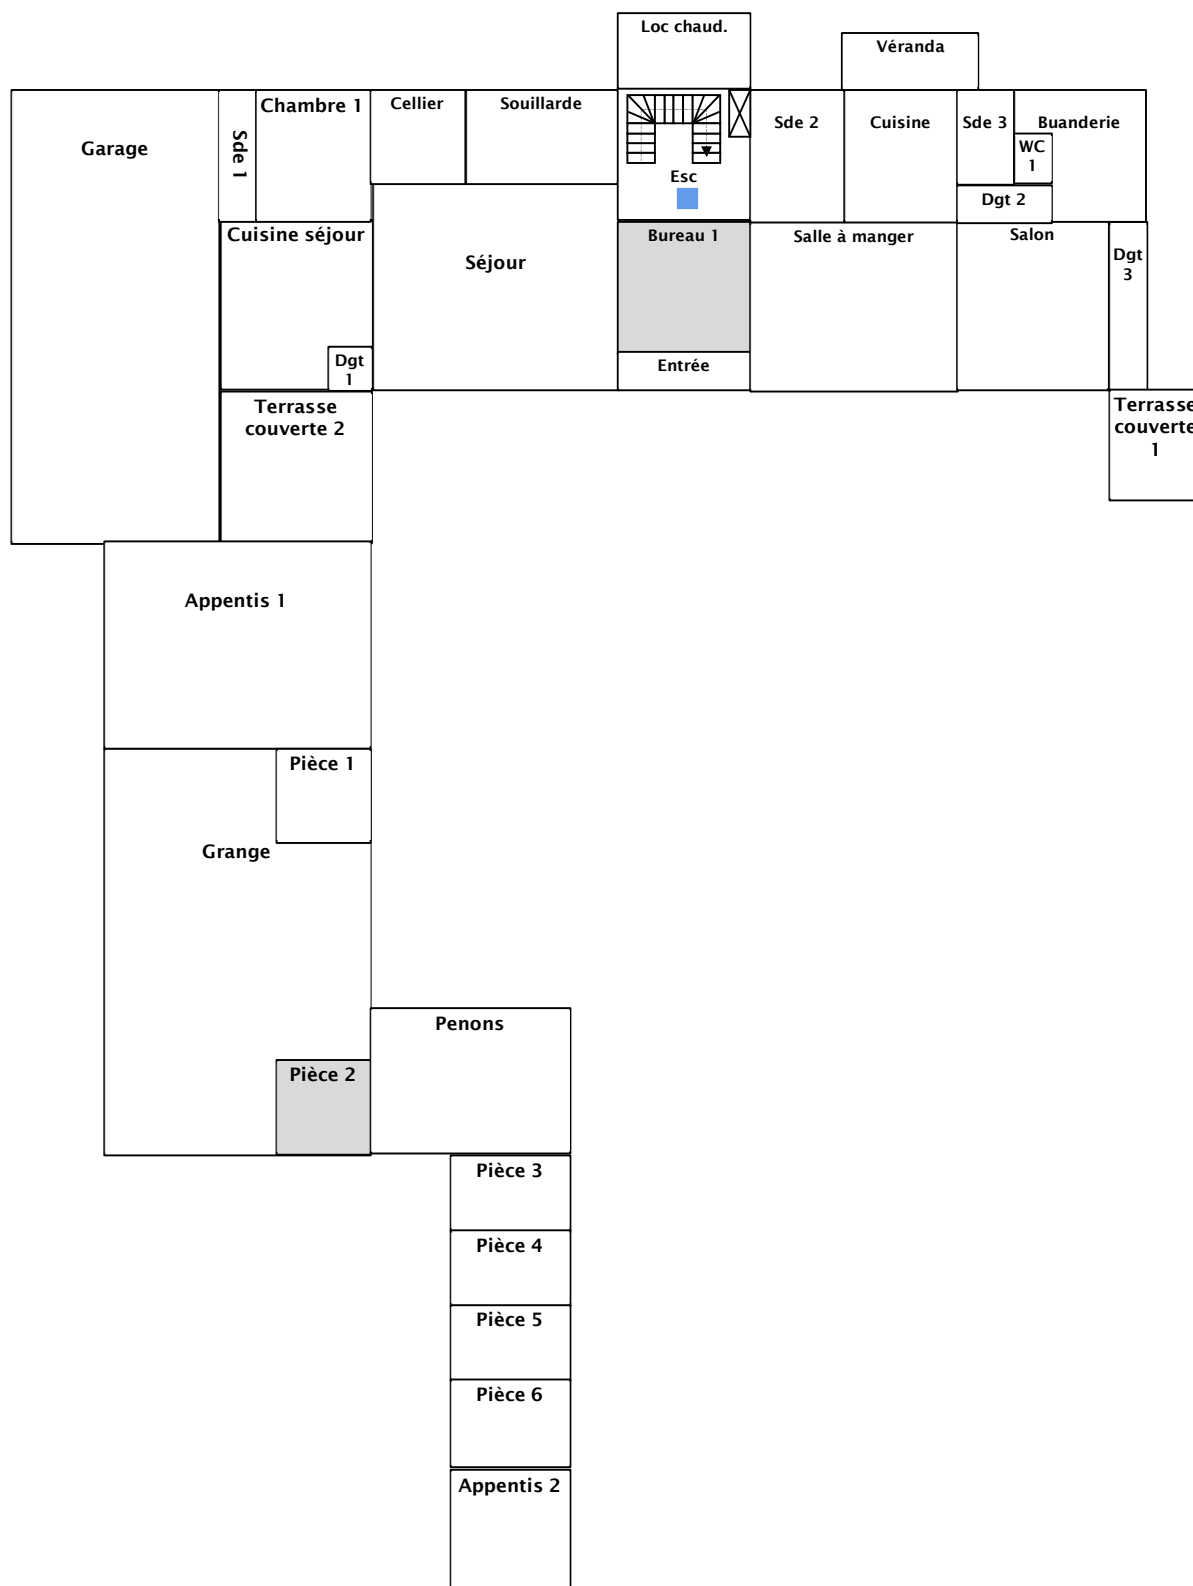 Loc chaud.
Véranda
Garage
Sde 1
Chambre 1
Cellier
Souillarde
Esc
Sde 2
Cuisine
Sde 3
Buanderie
WC
1
Dgt 2
Cuisine séjour
Séjour
Bureau 1
Salle à manger
Salon
Dgt
3
Dgt
1
Entrée
Terrasse
couverte 2
Terrasse
couverte
1
Appentis 1
Pièce 1
Grange
Penons
Pièce 2
Pièce 3
Pièce 4
Pièce 5
Pièce 6
Appentis 2